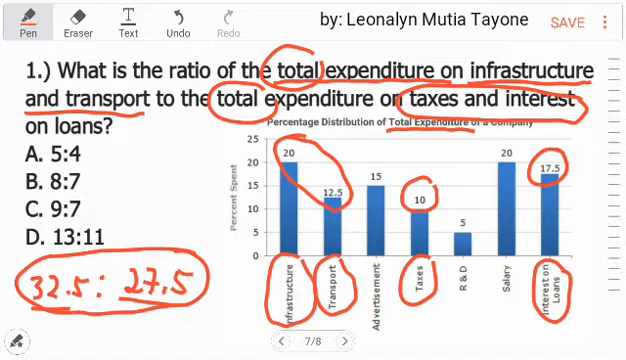 by: Leonalyn Mutia Tayone
SAVE
Pen
Eraser
Text
Undo
Redo
1.) What is the ratio of the total expenditure on infrastructure
and transport to the total expenditure on taxes and interest
on loans?
A. 5:4
B. 8:7
C. 9:7
D. 13:11
32.5 : 27.5
Percentage Distribution of Total Expenditure of a Company
Percent Spent
25
20
15
10
5
0
20
12.5
15
10
5
20
17.5
Infrastructure
Transport
Advertisement
Taxes
R & D
Salary
Interest on
Loans
7/8